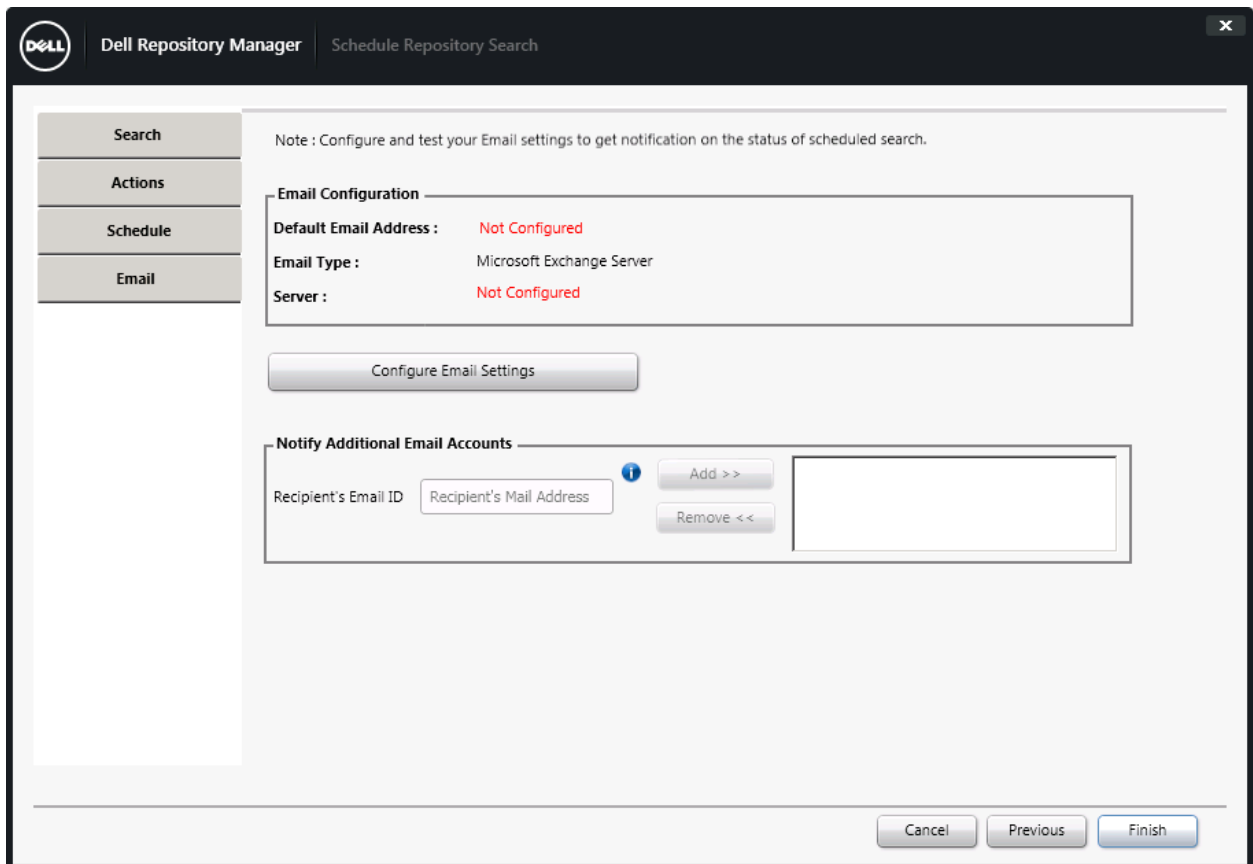 DELL Dell Repository Manager Schedule Repository Search x
Search
Actions
Schedule
Email
Note : Configure and test your Email settings to get notification on the status of scheduled search.
Email Configuration
Default Email Address : Not Configured
Email Type : Microsoft Exchange Server
Server : Not Configured
Configure Email Settings
Notify Additional Email Accounts
Recipient's Email ID Recipient's Mail Address i Add >>
Remove <<
Cancel Previous Finish